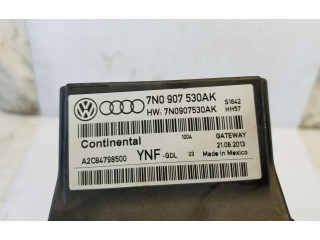 7N0 907 530AK
HW: 7N0907530AK
S1642
HH57
1004
Continental
GATEWAY
21.06.2013
A2C84798500
YNF-GDL
03
Made in Mexico